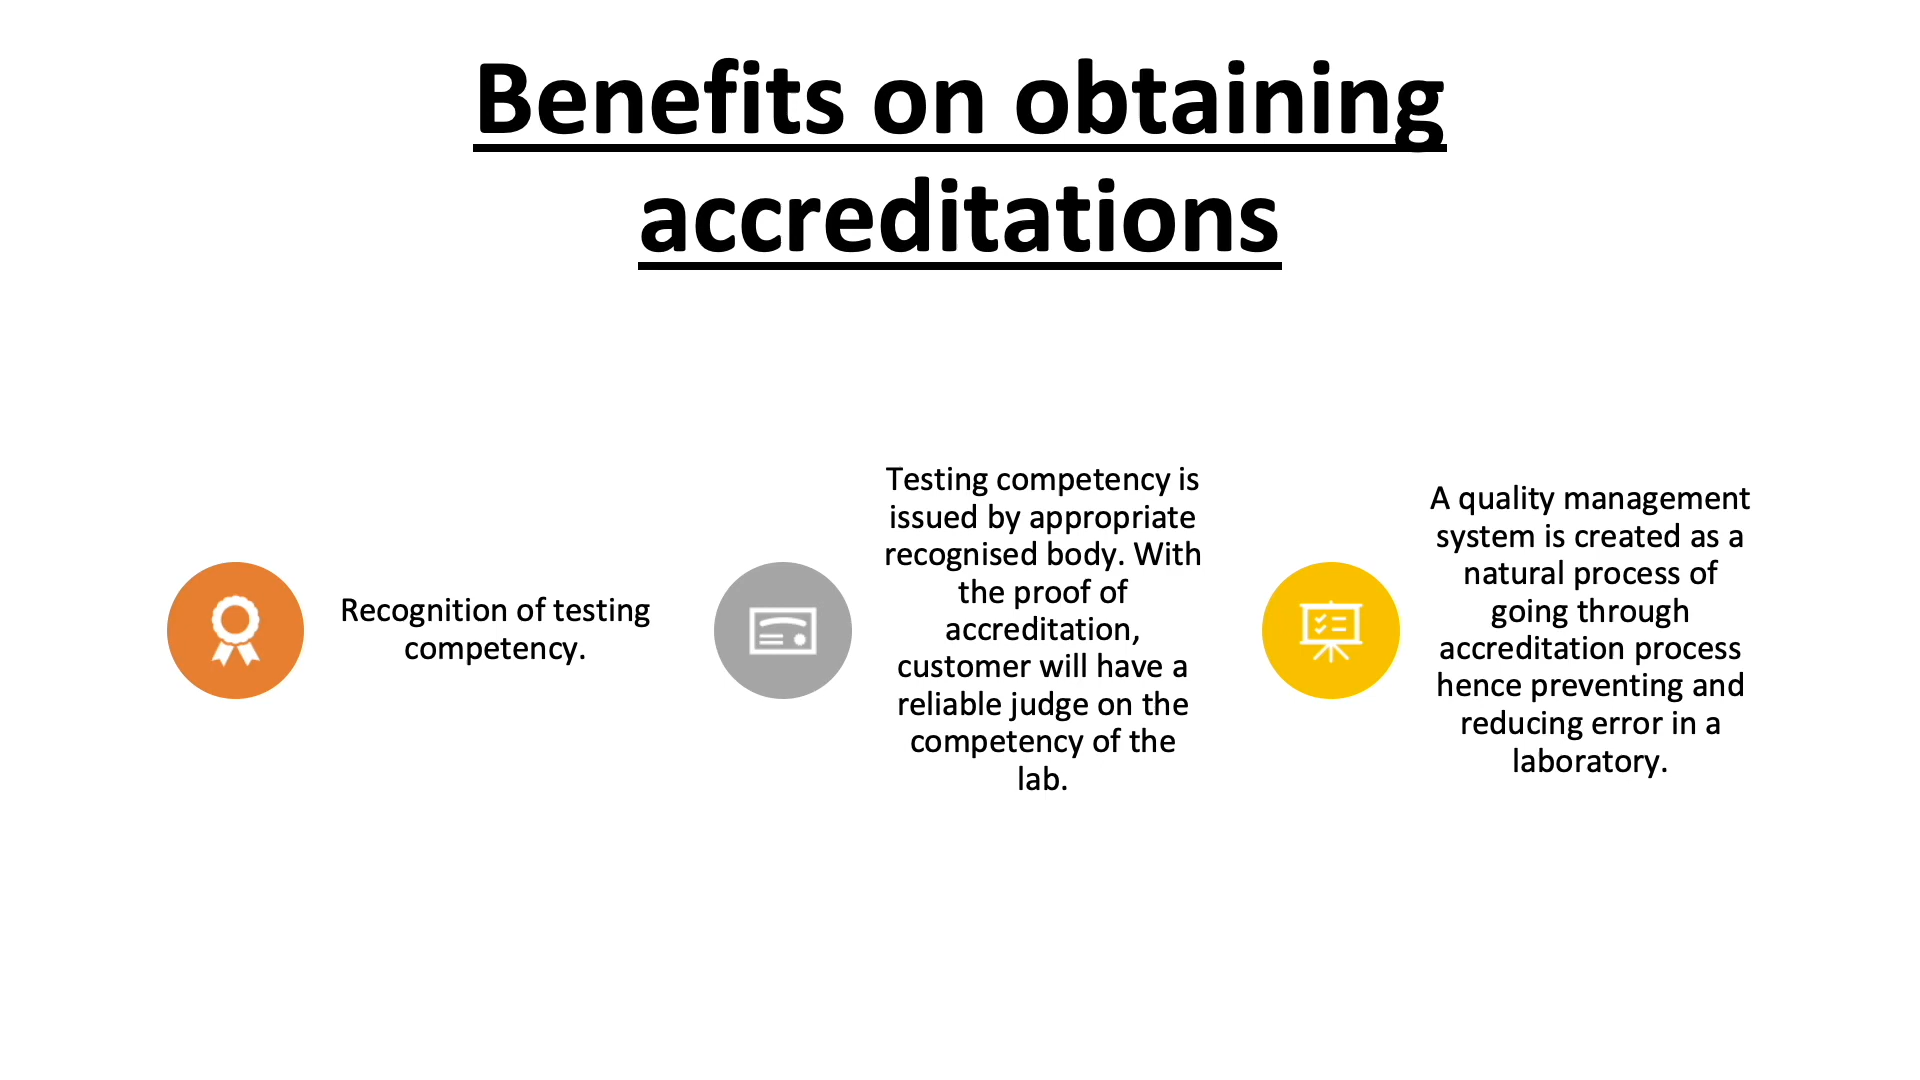 Benefits on obtaining
accreditations
Recognition of testing
competency.
Testing competency is
issued by appropriate
recognised body. With
the proof of
accreditation,
customer will have a
reliable judge on the
competency of the
lab.
A quality management
system is created as a
natural process of
going through
accreditation process
hence preventing and
reducing error in a
laboratory.